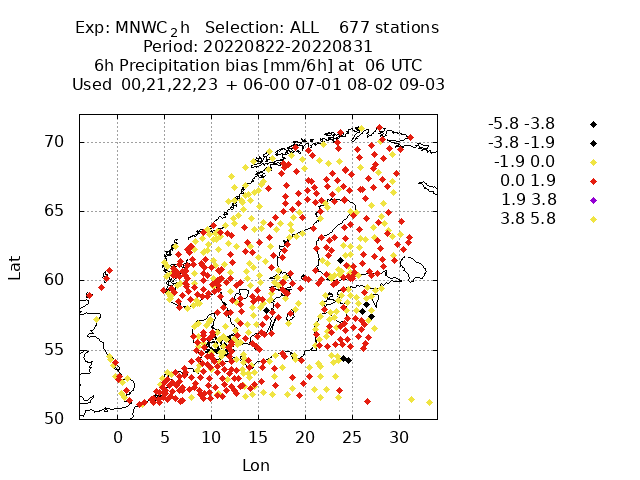 Exp: MNWC_2h Selection: ALL 677 stations
Period: 20220822-20220831
6h Precipitation bias [mm/6h] at 06 UTC
Used 00,21,22,23 + 06-00 07-01 08-02 09-03
-5.8 -3.8
-3.8 -1.9
-1.9 0.0
0.0 1.9
1.9 3.8
3.8 5.8
70
65
60
55
50
Lat
0 5 10 15 20 25 30
Lon